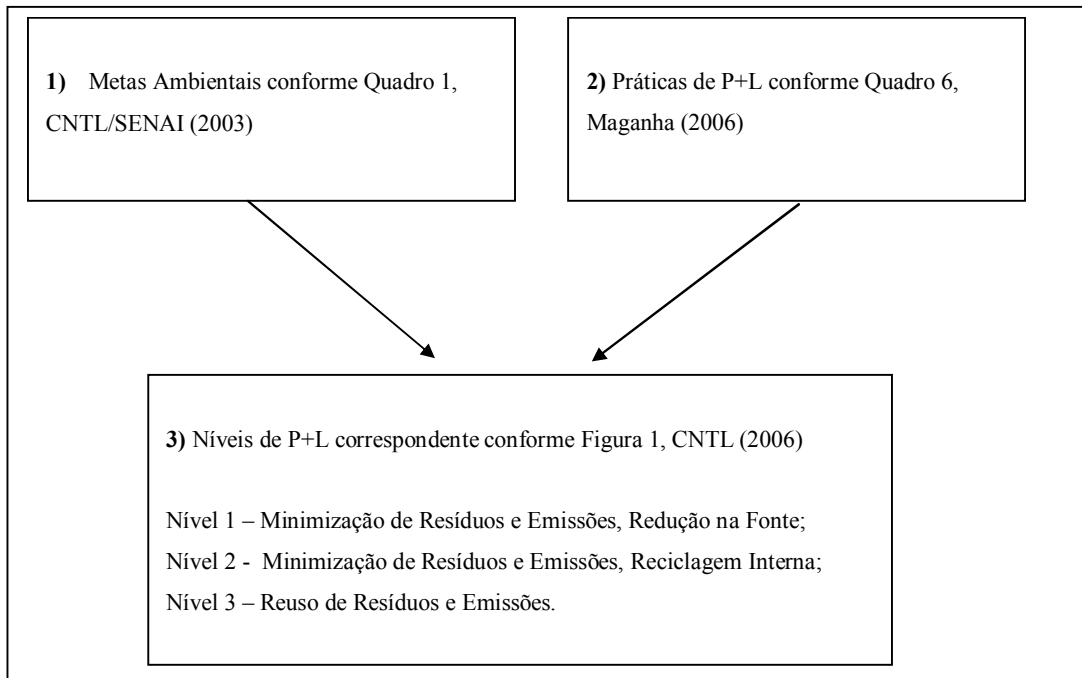 1) Metas Ambientais conforme Quadro 1,
CNTL/SENAI (2003)
2) Práticas de P+L conforme Quadro 6,
Maganha (2006)
3) Níveis de P+L correspondente conforme Figura 1, CNTL (2006)
Nível 1 – Minimização de Resíduos e Emissões, Redução na Fonte;
Nível 2 - Minimização de Resíduos e Emissões, Reciclagem Interna;
Nível 3 – Reuso de Resíduos e Emissões.